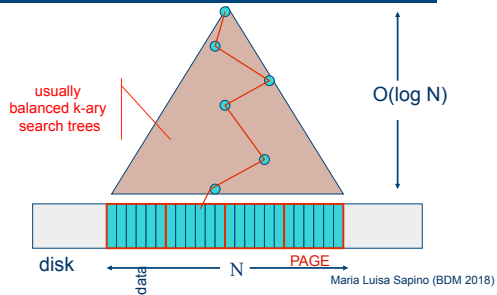 usually
balanced k-ary
search trees
O(log N)
disk
data
N
PAGE
Maria Luisa Sapino (BDM 2018)